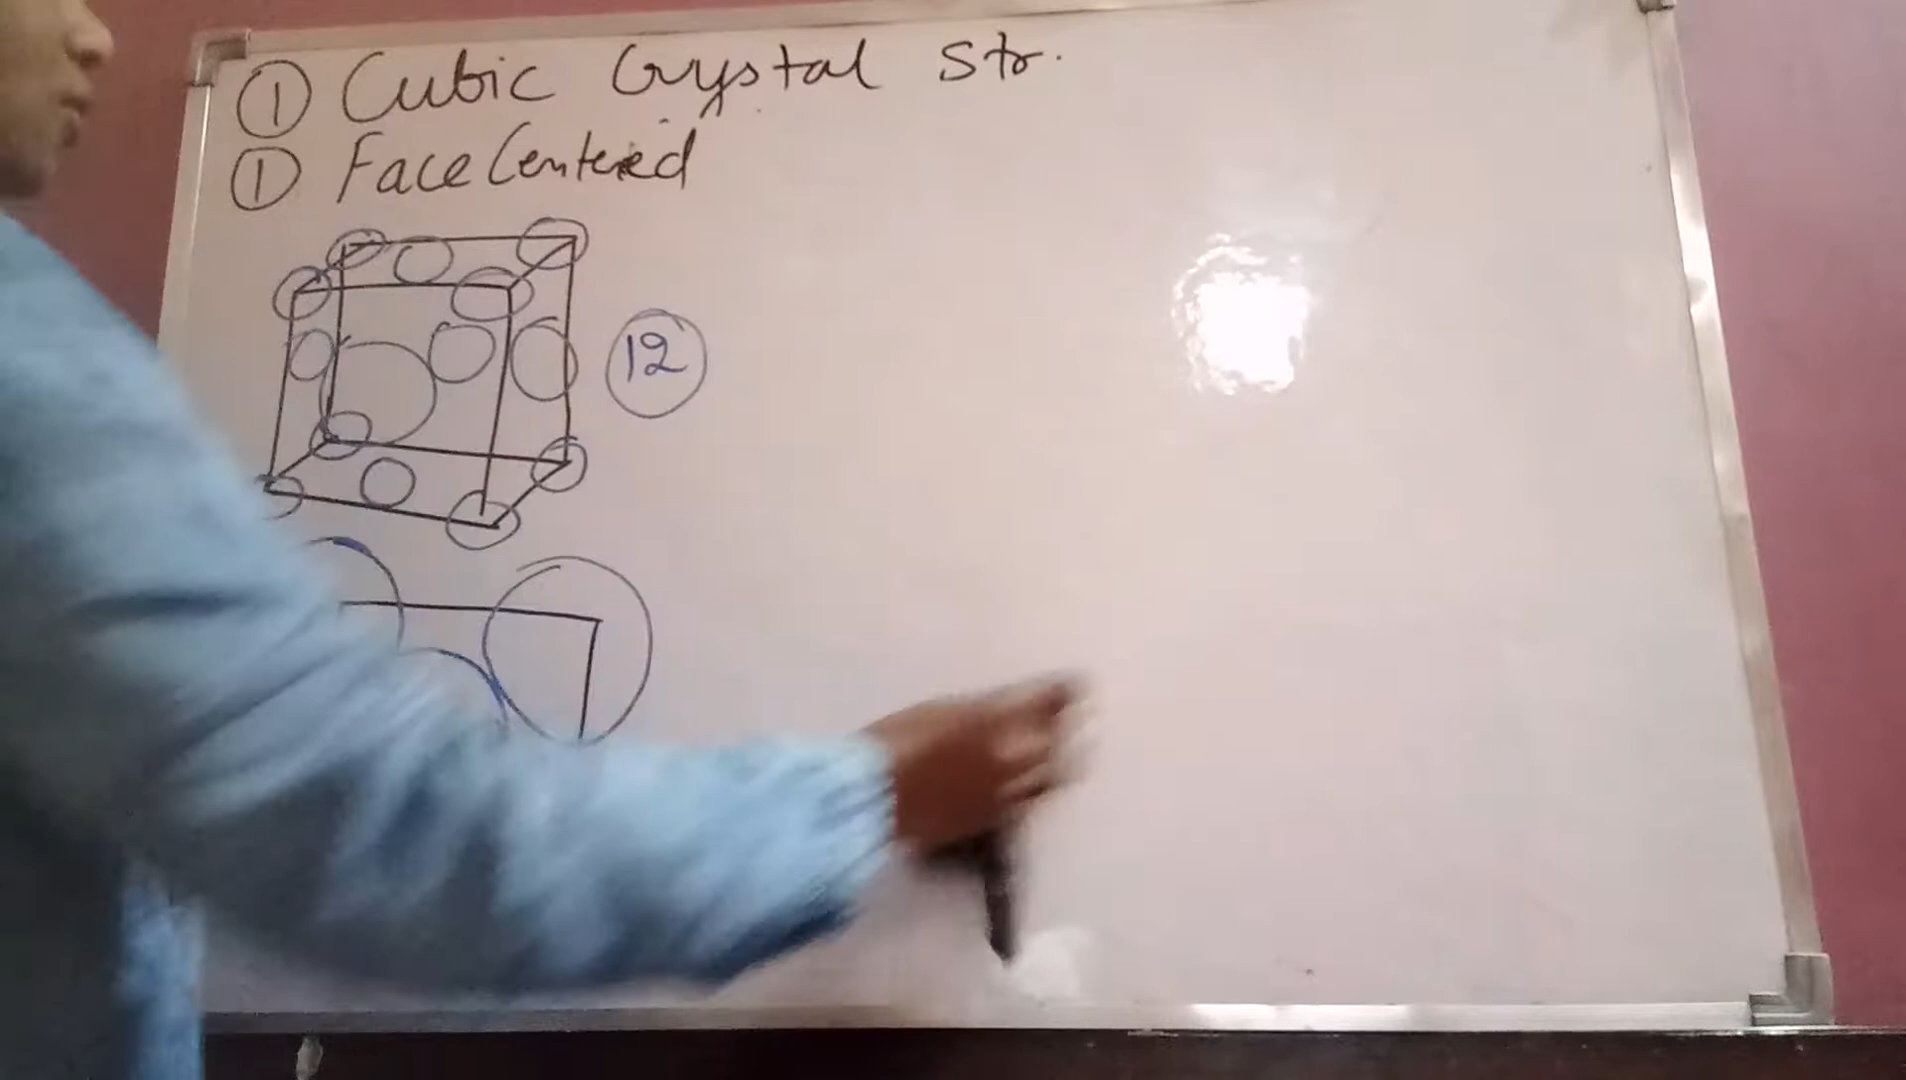 ① Cubic Crystal Str.
① Face Centered
12